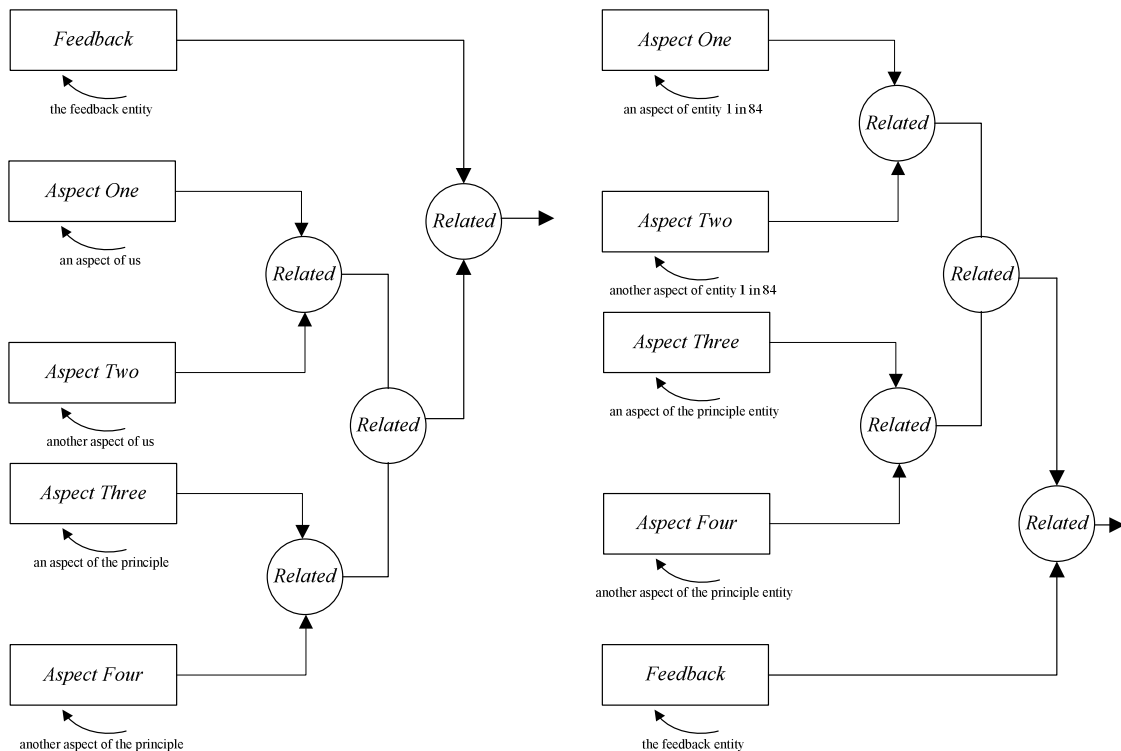 Feedback
the feedback entity
Aspect One
an aspect of us
Related
Related
Aspect Two
another aspect of us
Related
Aspect Three
an aspect of the principle
Related
Aspect Four
another aspect of the principle
Aspect One
an aspect of entity 1 in 84
Related
Aspect Two
another aspect of entity 1 in 84
Related
Aspect Three
an aspect of the principle entity
Related
Aspect Four
another aspect of the principle entity
Related
Feedback
the feedback entity